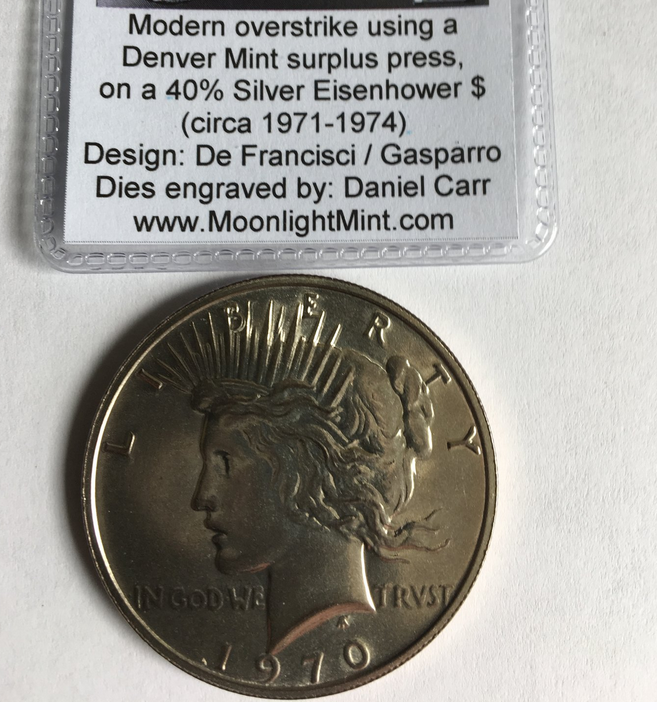 Modern overstrike using a
Denver Mint surplus press,
on a 40% Silver Eisenhower $
(circa 1971-1974)
Design: De Francisci / Gasparro
Dies engraved by: Daniel Carr
www.MoonlightMint.com
LIBERTY
IN GOD WE TRVST
1970